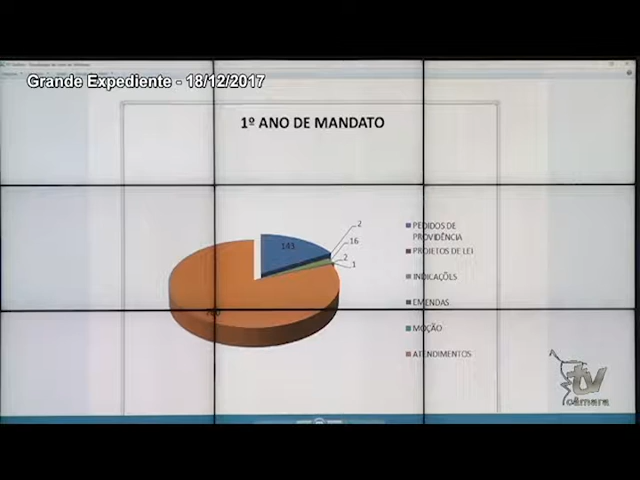 Grande Expediente - 18/12/2017
1º ANO DE MANDATO
2
143
16
2
1
PEDIDOS DE
PROVIDÊNCIA
PROJETOS DE LEI
INDICAÇÕES
EMENDAS
MOÇÃO
ATENDIMENTOS
tv
câmara